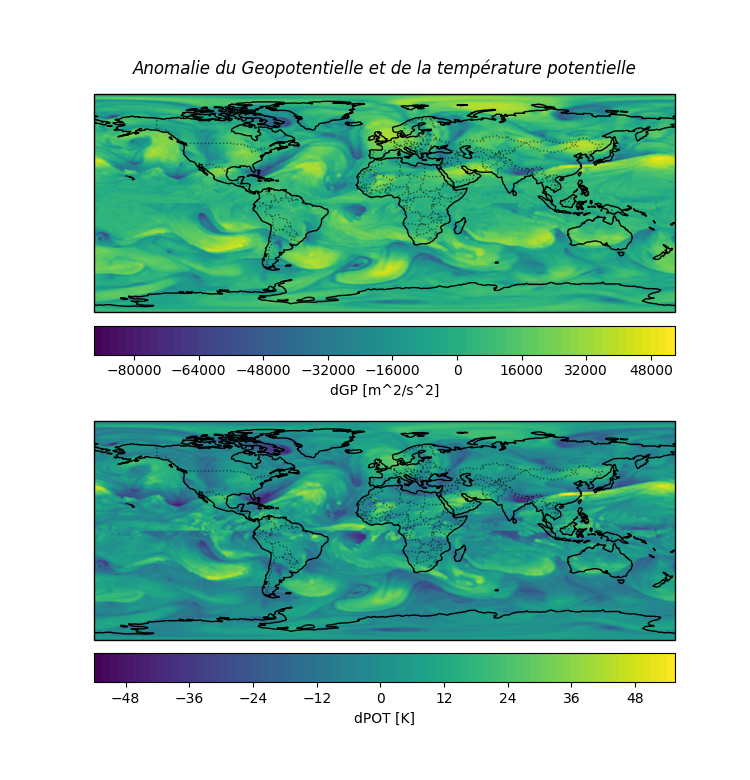 Anomalie du Geopotentielle et de la température potentielle
−80000 −64000 −48000 −32000 −16000 0 16000 32000 48000
dGP [m^2/s^2]
−48 −36 −24 −12 0 12 24 36 48
dPOT [K]